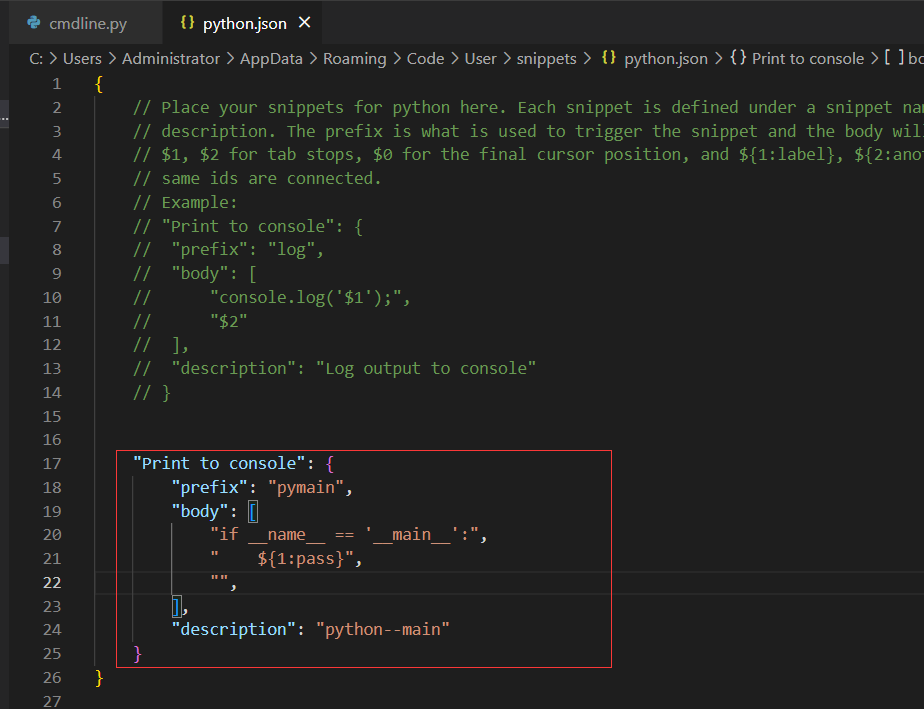 cmdline.py {} python.json ×
C: > Users > Administrator > AppData > Roaming > Code > User > snippets > {} python.json > {} Print to console > [ ] bo
1 {
2 // Place your snippets for python here. Each snippet is defined under a snippet na
3 // description. The prefix is what is used to trigger the snippet and the body wil
4 // $1, $2 for tab stops, $0 for the final cursor position, and ${1:label}, ${2:anot
5 // same ids are connected.
6 // Example:
7 // "Print to console": {
8 //  "prefix": "log",
9 //  "body": [
10 //      "console.log('$1');",
11 //      "$2"
12 //  ],
13 //  "description": "Log output to console"
14 // }
15
16
17 "Print to console": {
18     "prefix": "pymain",
19     "body": [
20         "if __name__ == '__main__':",
21         "    ${1:pass}",
22         "",
23     ],
24     "description": "python--main"
25 }
26 }
27